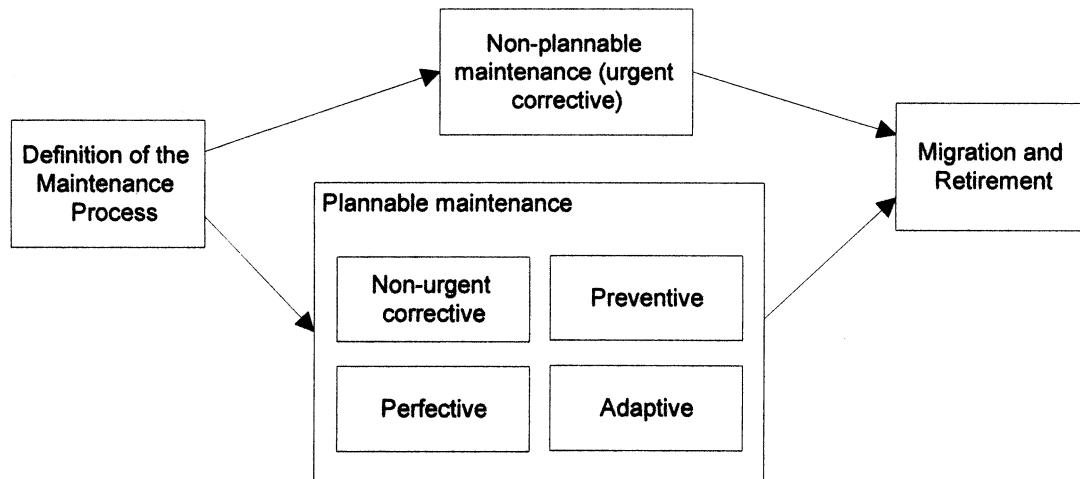 Non-plannable
maintenance (urgent
corrective)
Definition of the
Maintenance
Process
Migration and
Retirement
Plannable maintenance
Non-urgent
corrective
Preventive
Perfective
Adaptive